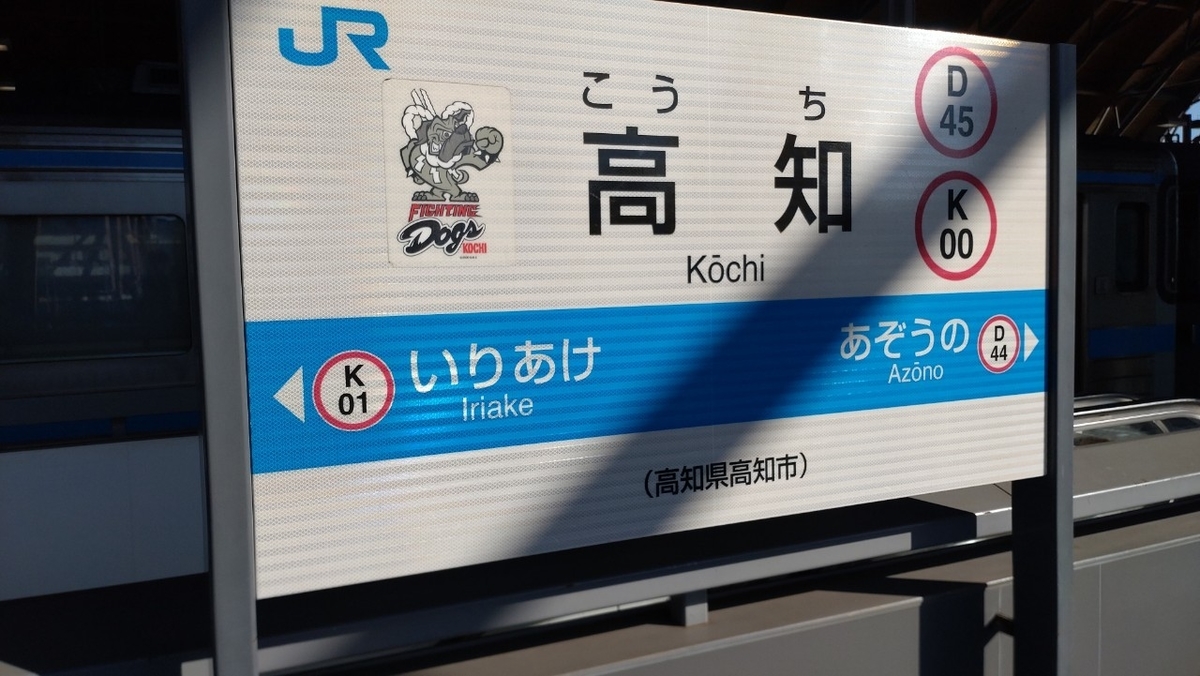 JR
FIGHTING
Dogs
KOCHI
こうち
高知
Kōchi
D
45
K
00
K
01
いりあけ
Iriake
あぞうの
Azōno
D
44
(高知県高知市)